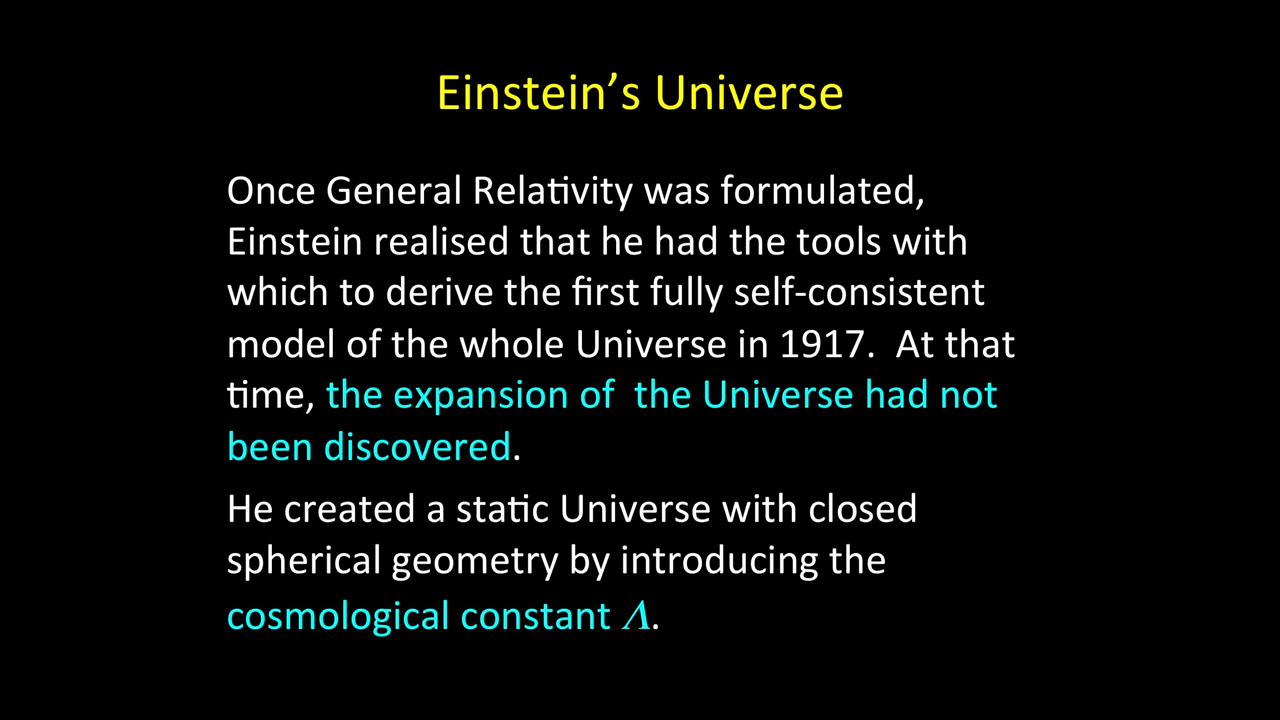 Einstein’s Universe
Once General Relativity was formulated,
Einstein realised that he had the tools with
which to derive the first fully self-consistent
model of the whole Universe in 1917.  At that
time, the expansion of  the Universe had not
been discovered.
He created a static Universe with closed
spherical geometry by introducing the
cosmological constant Λ.